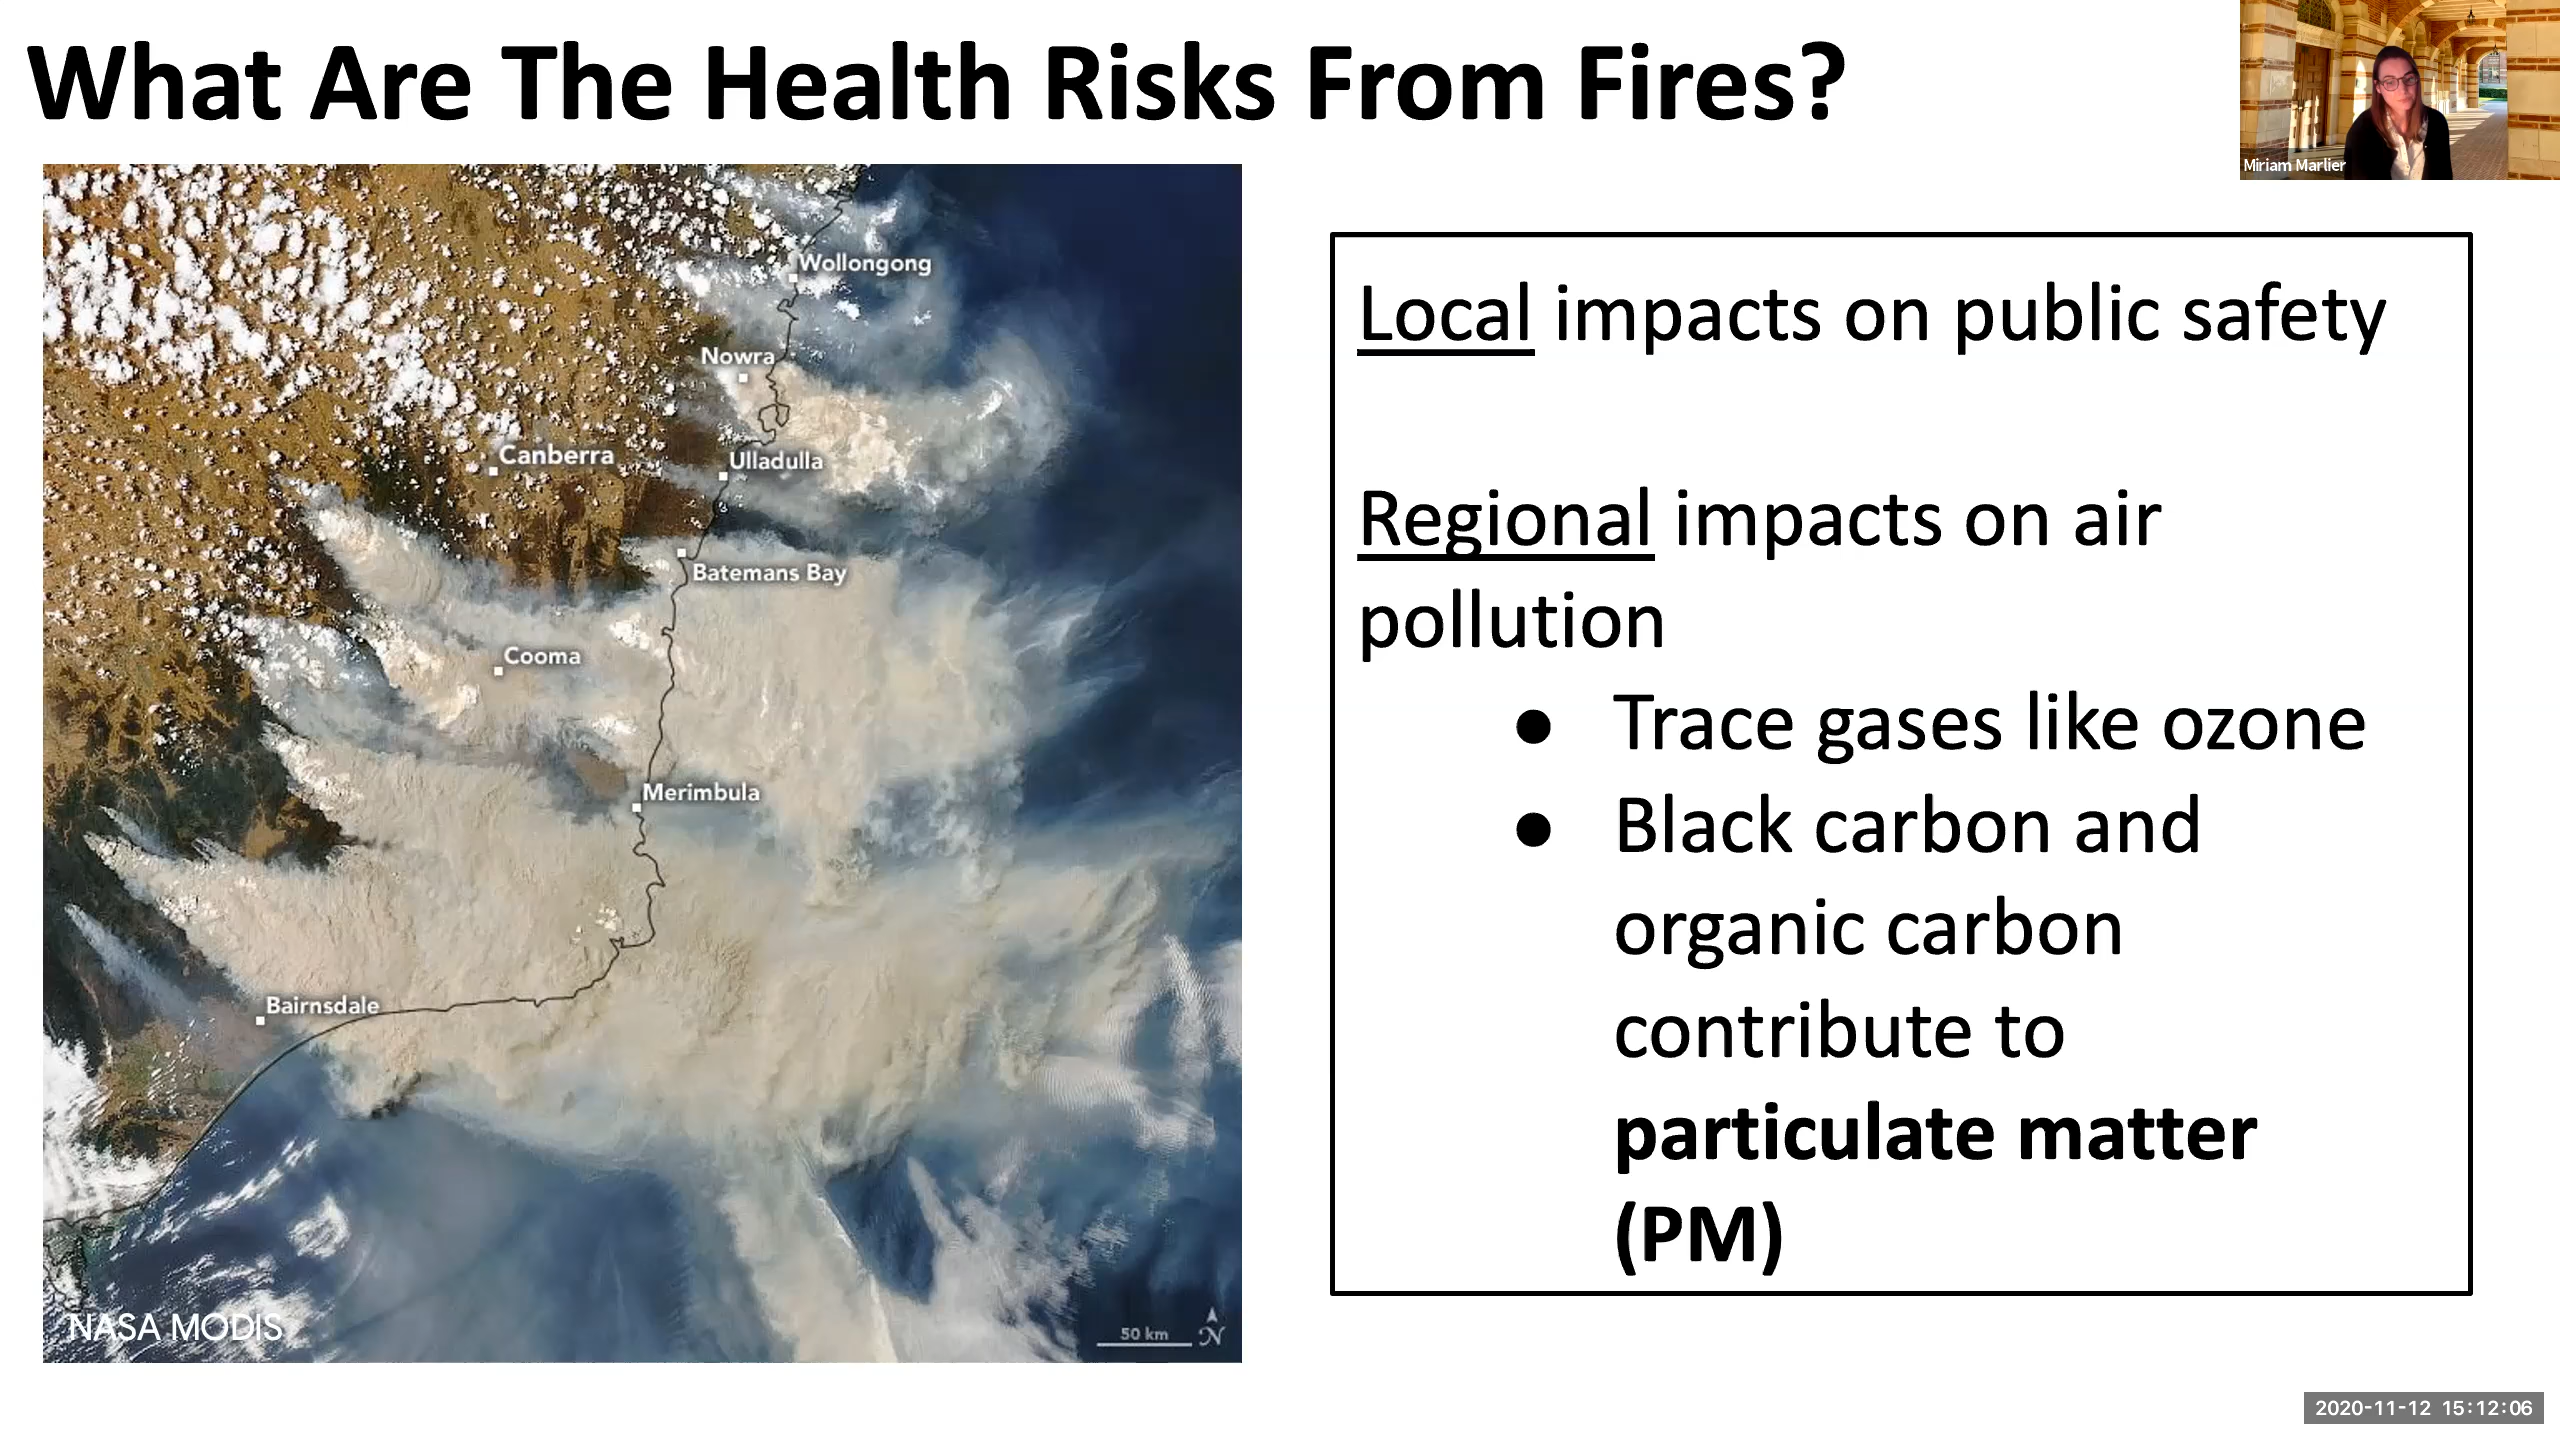 What Are The Health Risks From Fires?
Miriam Marlier
Wollongong
Nowra
Canberra
Ulladulla
Batemans Bay
Cooma
Merimbula
Bairnsdale
NASA MODIS
50 km
N
Local impacts on public safety
Regional impacts on air
pollution
● Trace gases like ozone
● Black carbon and
organic carbon
contribute to
particulate matter
(PM)
2020-11-12 15:12:06